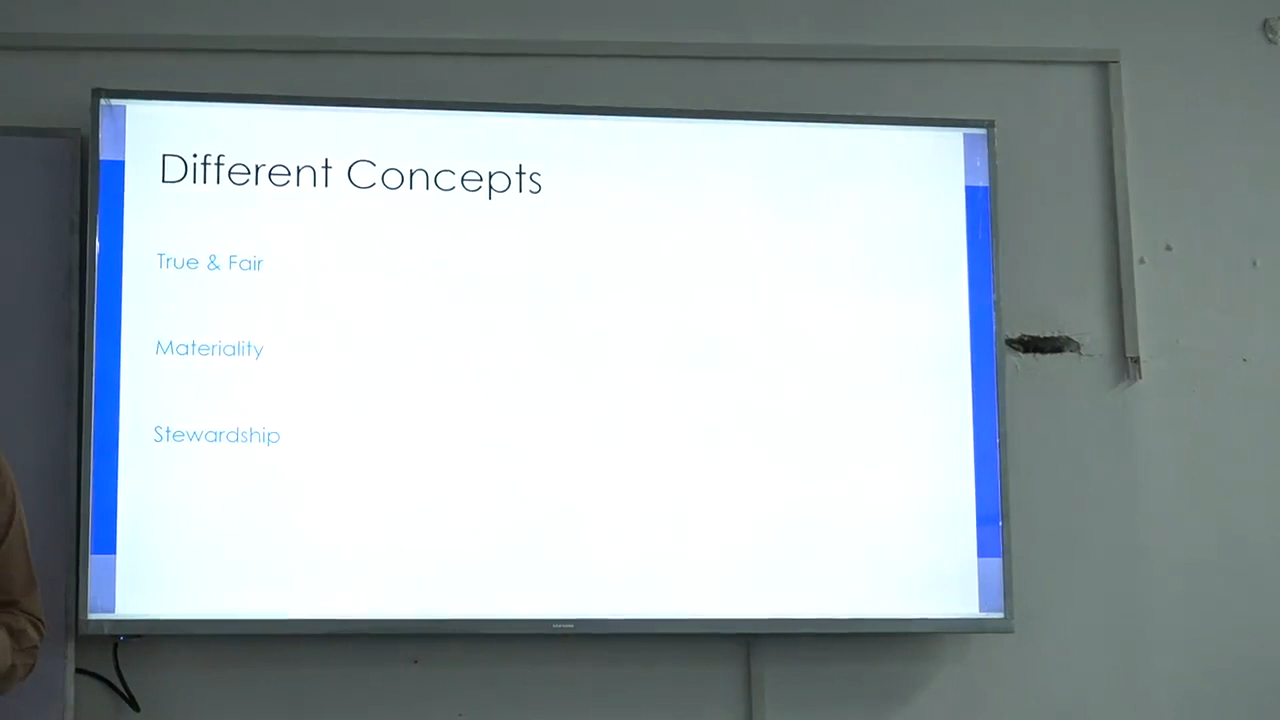 Different Concepts
True & Fair
Materiality
Stewardship